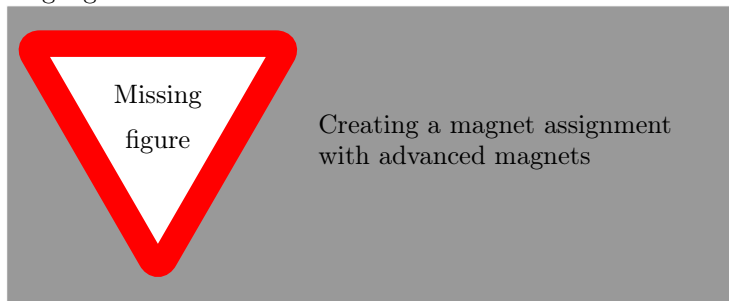 Missing
figure
Creating a magnet assignment
with advanced magnets